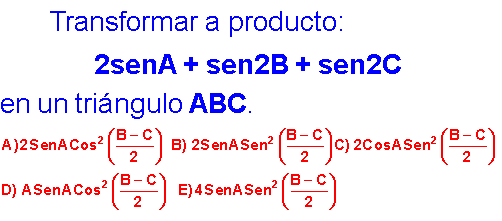 Transformar a producto:
2senA + sen2B + sen2C
en un triángulo ABC.
A)2SenACos²((B – C)/2) B) 2SenASen²((B – C)/2) C) 2CosASen²((B – C)/2)
D) ASenACos²((B – C)/2) E)4SenASen²((B – C)/2)